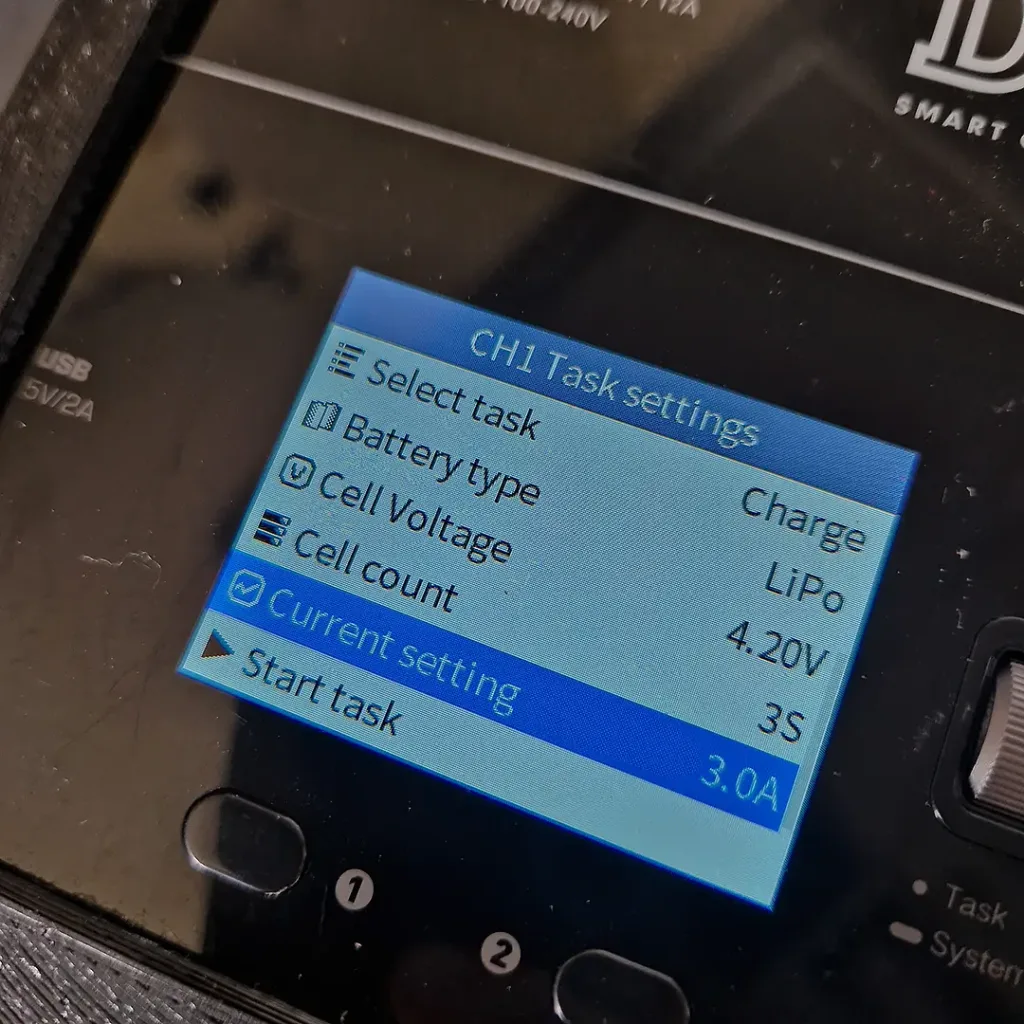 /12A
100-240V
D
SMART
USB
5V/2A
CH1 Task settings
Select task Charge
Battery type LiPo
Cell Voltage 4.20V
Cell count 3S
Current setting 3.0A
Start task
1
2
Task
System